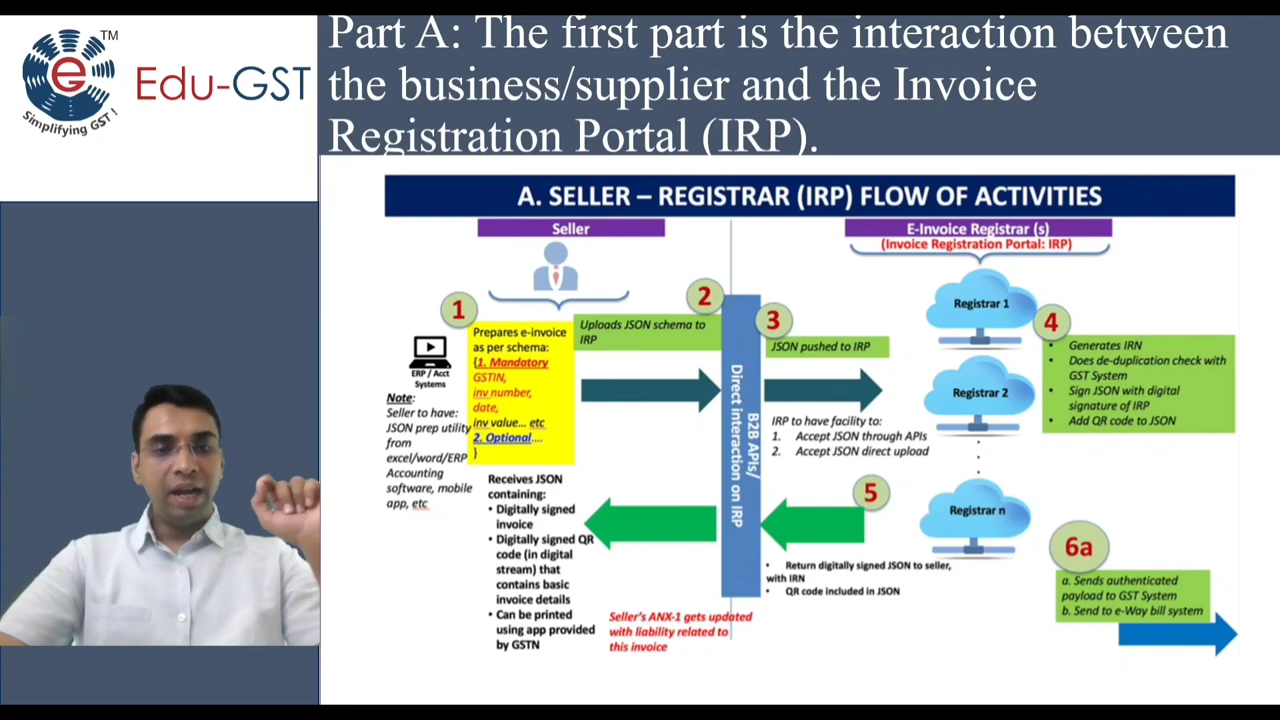 TM
e
Simplifying GST !
Edu-GST
Part A: The first part is the interaction between
the business/supplier and the Invoice
Registration Portal (IRP).
A. SELLER – REGISTRAR (IRP) FLOW OF ACTIVITIES
Seller
E-Invoice Registrar (s)
(Invoice Registration Portal: IRP)
1
ERP / Acct
Systems
Note:
Seller to have:
JSON prep utility
from
excel/word/ERP
Accounting
software, mobile
app, etc
Prepares e-invoice
as per schema:
{1. Mandatory
GSTIN,
inv number,
date,
inv value... etc
2. Optional....
}
2
Uploads JSON schema to
IRP
B2B APIs/
Direct interaction on IRP
3
JSON pushed to IRP
IRP to have facility to:
1. Accept JSON through APIs
2. Accept JSON direct upload
Registrar 1
Registrar 2
Registrar n
4
• Generates IRN
• Does de-duplication check with
GST System
• Sign JSON with digital
signature of IRP
• Add QR code to JSON
5
• Return digitally signed JSON to seller,
with IRN
• QR code included in JSON
Receives JSON
containing:
• Digitally signed
invoice
• Digitally signed QR
code (in digital
stream) that
contains basic
invoice details
• Can be printed
using app provided
by GSTN
Seller's ANX-1 gets updated
with liability related to
this invoice
6a
a. Sends authenticated
payload to GST System
b. Send to e-Way bill system